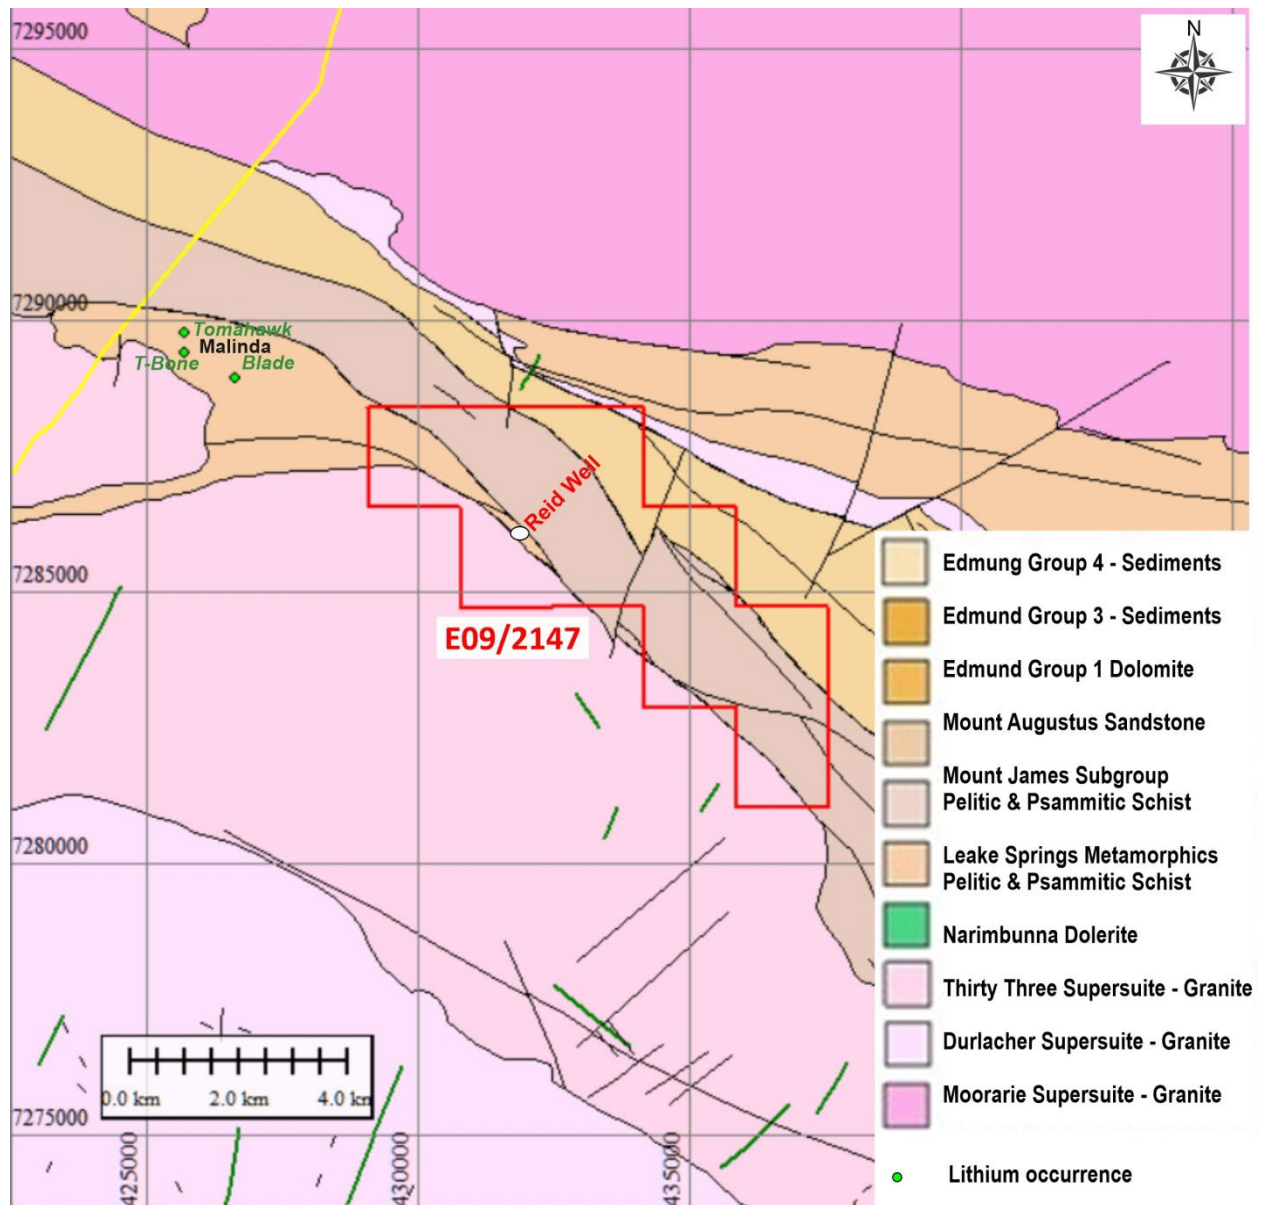 N
7295000
7290000
Tomahawk
Malinda
T-Bone
Blade
Reid Well
7285000
E09/2147
7280000
7275000
0.0 km 2.0 km 4.0 km
425000
430000
435000
Edmung Group 4 - Sediments
Edmund Group 3 - Sediments
Edmund Group 1 Dolomite
Mount Augustus Sandstone
Mount James Subgroup
Pelitic & Psammitic Schist
Leake Springs Metamorphics
Pelitic & Psammitic Schist
Narimbunna Dolerite
Thirty Three Supersuite - Granite
Durlacher Supersuite - Granite
Moorarie Supersuite - Granite
Lithium occurrence